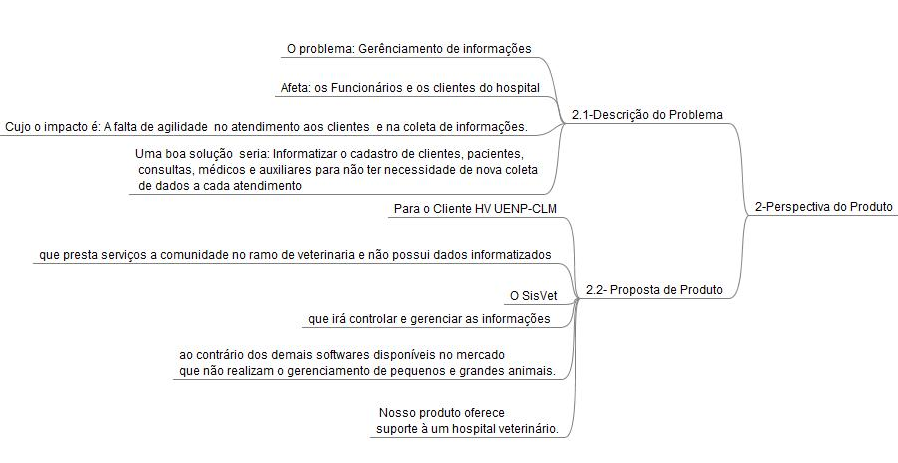 O problema: Gerênciamento de informações
Afeta: os Funcionários e os clientes do hospital
2.1-Descrição do Problema
Cujo o impacto é: A falta de agilidade no atendimento aos clientes e na coleta de informações.
Uma boa solução seria: Informatizar o cadastro de clientes, pacientes,
consultas, médicos e auxiliares para não ter necessidade de nova coleta
de dados a cada atendimento
2-Perspectiva do Produto
Para o Cliente HV UENP-CLM
que presta serviços a comunidade no ramo de veterinaria e não possui dados informatizados
2.2- Proposta de Produto
O SisVet
que irá controlar e gerenciar as informações
ao contrário dos demais softwares disponíveis no mercado
que não realizam o gerenciamento de pequenos e grandes animais.
Nosso produto oferece
suporte à um hospital veterinário.